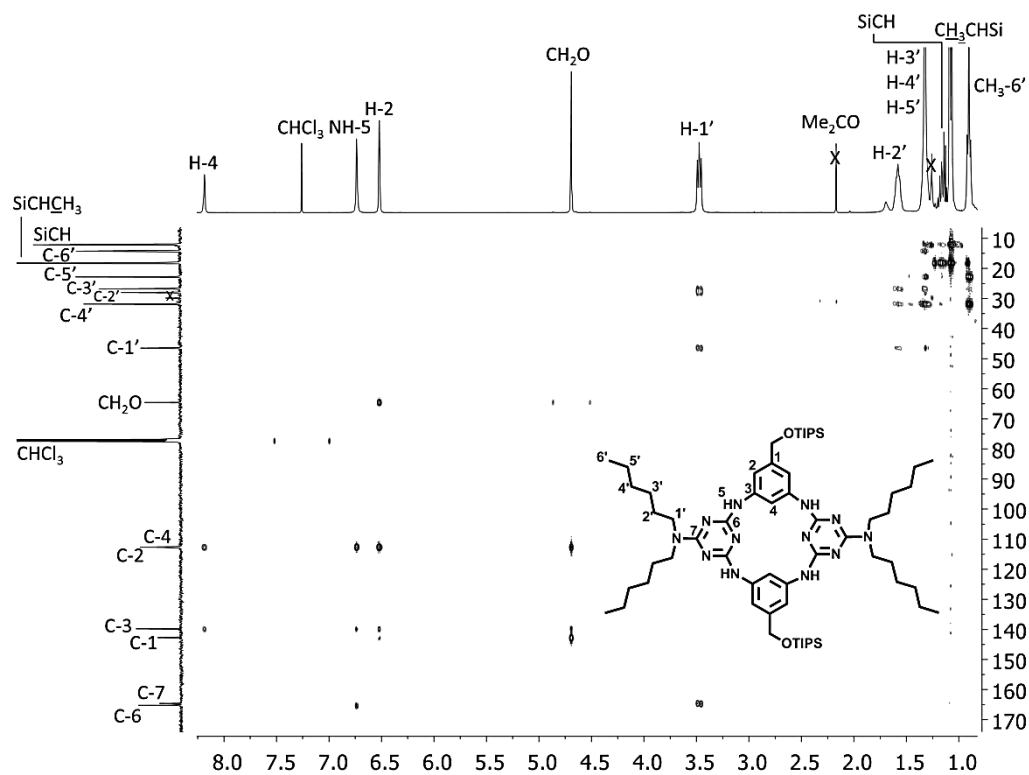 SiCH
CH₃CHSi
CH₂O
H-3'
H-4'
H-5'
CH₃-6'
H-2
CHCl₃ NH-5
H-1'
Me₂CO
X
H-2'
X
H-4
SiCHCH₃
SiCH
C-6'
C-5'
C-3'
C-2'
X
C-4'
C-1'
CH₂O
CHCl₃
C-4
C-2
C-3
C-1
C-7
C-6
10
20
30
40
50
60
70
80
90
100
110
120
130
140
150
160
170
OTIPS
6'
5'
4'
3'
2'
1'
2
1
3
4
5
NH
HN
6
7
N
N
N
N
N
N
N
N
NH
HN
OTIPS
8.0 7.5 7.0 6.5 6.0 5.5 5.0 4.5 4.0 3.5 3.0 2.5 2.0 1.5 1.0